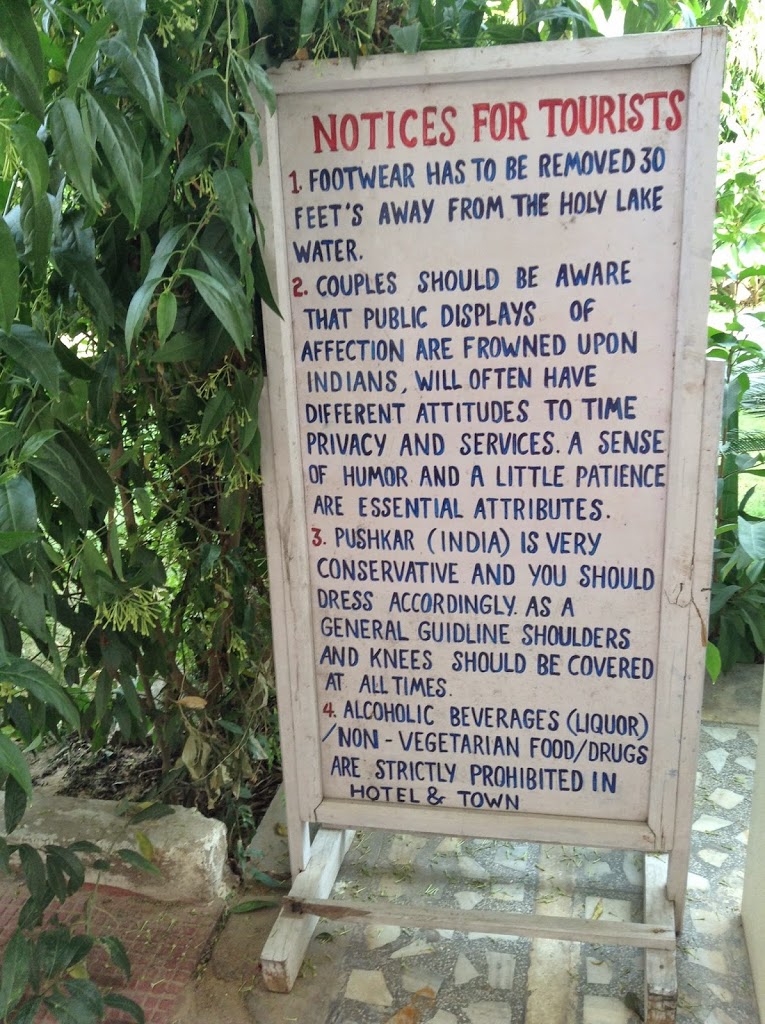 NOTICES FOR TOURISTS
1. FOOTWEAR HAS TO BE REMOVED 30
FEET'S AWAY FROM THE HOLY LAKE
WATER.
2. COUPLES SHOULD BE AWARE
THAT PUBLIC DISPLAYS OF
AFFECTION ARE FROWNED UPON
INDIANS, WILL OFTEN HAVE
DIFFERENT ATTITUDES TO TIME
PRIVACY AND SERVICES. A SENSE
OF HUMOR AND A LITTLE PATIENCE
ARE ESSENTIAL ATTRIBUTES.
3. PUSHKAR (INDIA) IS VERY
CONSERVATIVE AND YOU SHOULD
DRESS ACCORDINGLY. AS A
GENERAL GUIDLINE SHOULDERS
AND KNEES SHOULD BE COVERED
AT ALL TIMES.
4. ALCOHOLIC BEVERAGES (LIQUOR)
/NON-VEGETARIAN FOOD/DRUGS
ARE STRICTLY PROHIBITED IN
HOTEL & TOWN